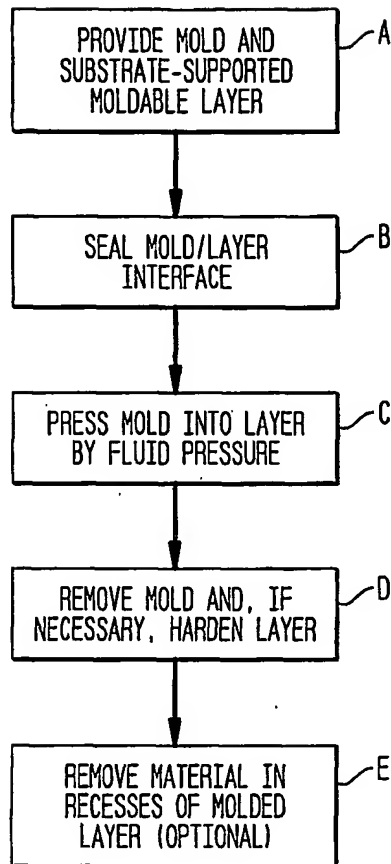 PROVIDE MOLD AND
SUBSTRATE-SUPPORTED
MOLDABLE LAYER
A
SEAL MOLD/LAYER
INTERFACE
B
PRESS MOLD INTO LAYER
BY FLUID PRESSURE
C
REMOVE MOLD AND, IF
NECESSARY, HARDEN LAYER
D
REMOVE MATERIAL IN
RECESSES OF MOLDED
LAYER (OPTIONAL)
E